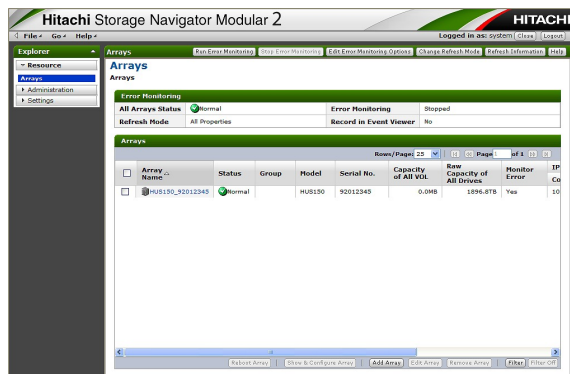 Hitachi Storage Navigator Modular 2
HITACHI
File Go Help
Logged in as: system Close Logout
Explorer
Arrays
Run Error Monitoring Stop Error Monitoring Edit Error Monitoring Options Change Refresh Mode Refresh Information Help
Resource
Arrays
Administration
Settings
Arrays
Arrays
Error Monitoring
All Arrays Status Normal Error Monitoring Stopped
Refresh Mode All Properties Record in Event Viewer No
Arrays
Rows/Page: 25 Page 1 of 1
Array Name Status Group Model Serial No. Capacity of All VOL Raw Capacity of All Drives Monitor Error IP
Co
HUS150_92012345 Normal HUS150 92012345 0.0MB 1896.8TB Yes 10
Reboot Array Show & Configure Array Add Array Edit Array Remove Array Filter Filter Off